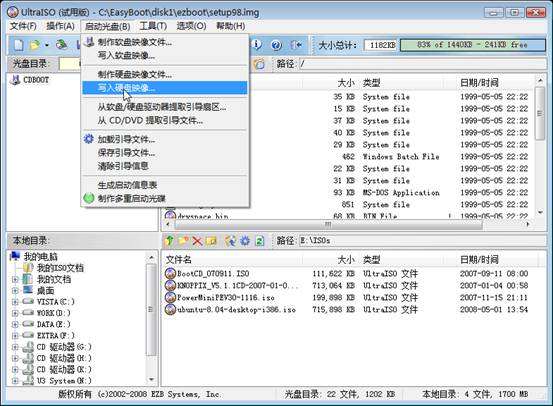 UltraISO (试用版) - C:\EasyBoot\disk1\ezboot\setup98.img
文件(F) 操作(A) 启动光盘(B) 工具(T) 选项(O) 帮助(H)
大小总计: 1182KB 83% of 1440KB - 241KB free
光盘目录: 路径: /
CDBOOT
制作软盘映像文件...
写入软盘映像...
制作硬盘映像文件...
写入硬盘映像...
从软盘/硬盘驱动器提取引导扇区...
从 CD/DVD 提取引导文件...
加载引导文件...
保存引导文件...
清除引导信息
生成启动信息表
制作多重启动光碟
大小 类型 日期/时间
35 KB System file 1999-05-05 22:22
15 KB System file 1999-05-05 22:22
37 KB System file 1999-05-05 22:22
40 KB System file 1999-05-05 22:22
29 KB System file 1999-05-05 22:22
462 Windows Batch File 1999-05-05 22:22
93 KB MS-DOS Application 1999-05-05 22:22
851 System file 1999-05-05 22:22
drvspace.bin 68 KB BIN File 1999-05-05 22:22
本地目录: 路径: E:\ISOs
我的电脑
我的ISO文档
我的文档
桌面
VISTA(C:)
WORK(D:)
DATA(E:)
EXTRA(F:)
CD 驱动器(G:)
CD 驱动器(H:)
CD 驱动器(K:)
U3 System(N:)
文件名 大小 类型 日期/时间
BootCD_070911.ISO 111,622 KB UltraISO 文件 2007-09-11 08:00
KNOPPIX_V5.1.1CD-2007-01-0... 713,064 KB UltraISO 文件 2007-01-04 00:58
PowerMiniPEV30-1116.iso 199,898 KB UltraISO 文件 2007-11-15 21:11
ubuntu-8.04-desktop-i386.iso 715,898 KB UltraISO 文件 2008-05-01 13:54
版权所有 (c)2002-2008 EZB Systems, Inc. 光盘目录: 22 文件, 1202 KB 本地目录: 4 文件, 1700 MB